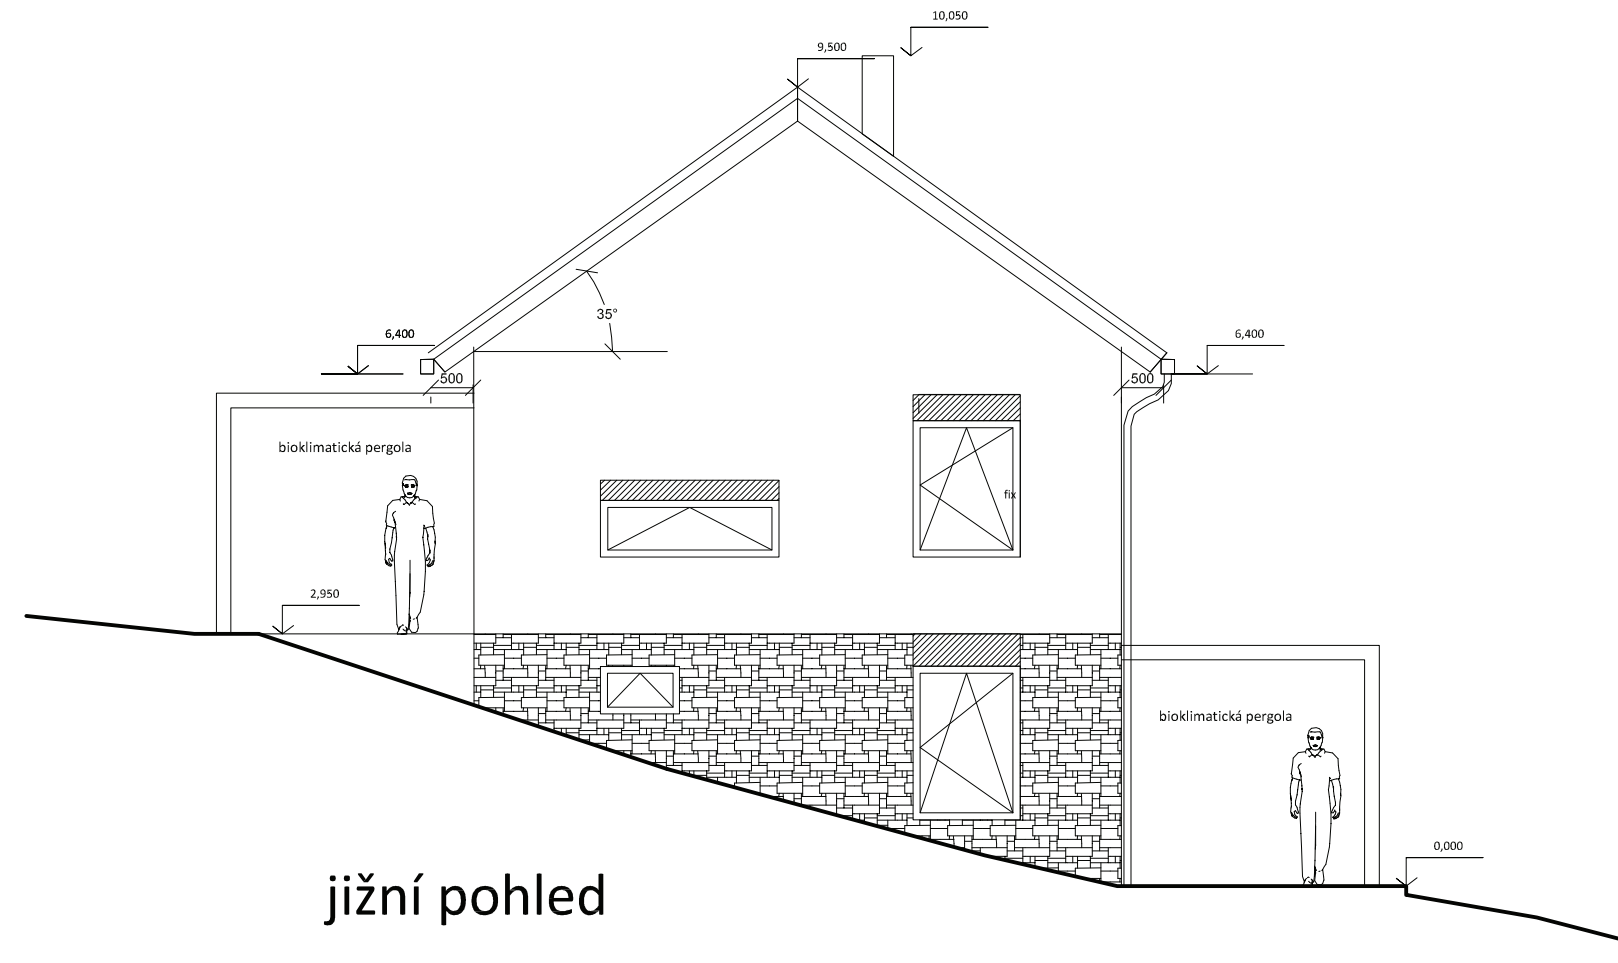 10,050
9,500
35°
6,400
6,400
500
500
bioklimatická pergola
fix
2,950
bioklimatická pergola
0,000
jižní pohled